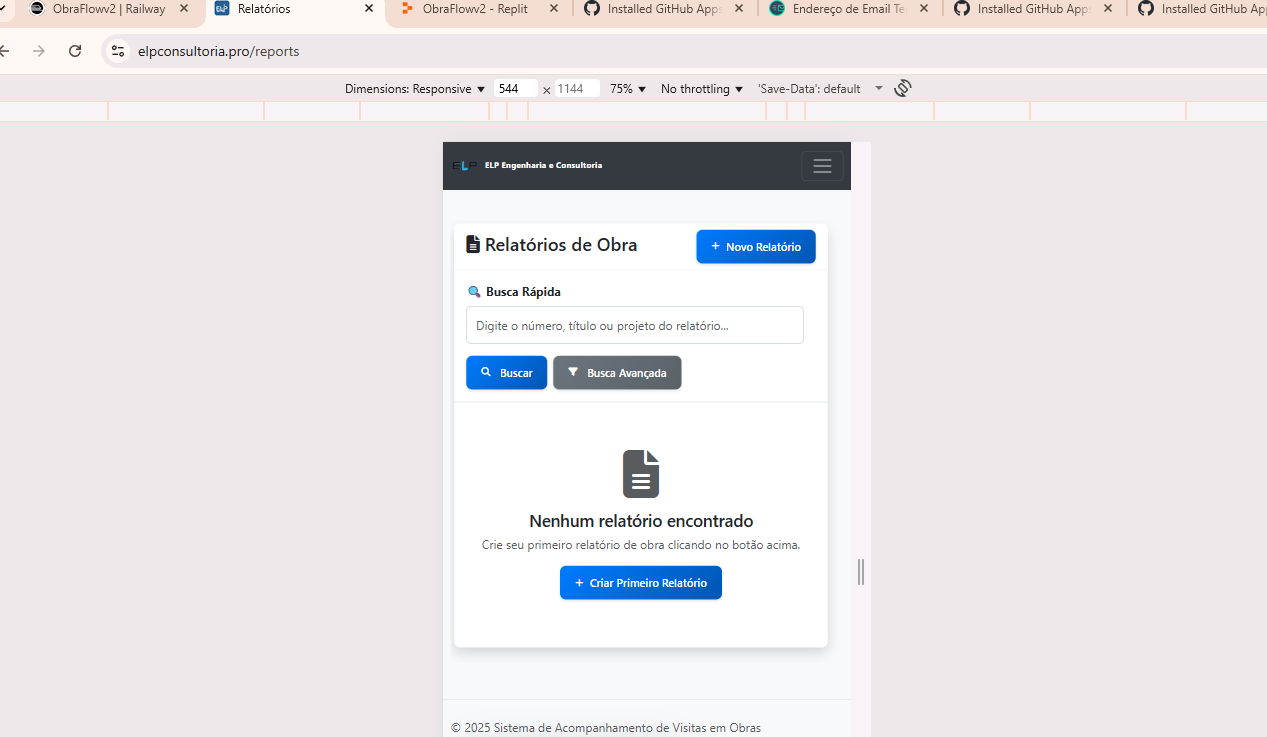 ObraFlowv2 | Railway
Relatórios
ObraFlowv2 - Replit
Installed GitHub Apps
Endereço de Email Te
Installed GitHub Apps
Installed GitHub Ap
elpconsultoria.pro/reports
Dimensions: Responsive 544 × 1144 75% No throttling 'Save-Data': default
ELP ELP Engenharia e Consultoria
Relatórios de Obra
+ Novo Relatório
Busca Rápida
Digite o número, título ou projeto do relatório...
Buscar
Busca Avançada
Nenhum relatório encontrado
Crie seu primeiro relatório de obra clicando no botão acima.
+ Criar Primeiro Relatório
© 2025 Sistema de Acompanhamento de Visitas em Obras